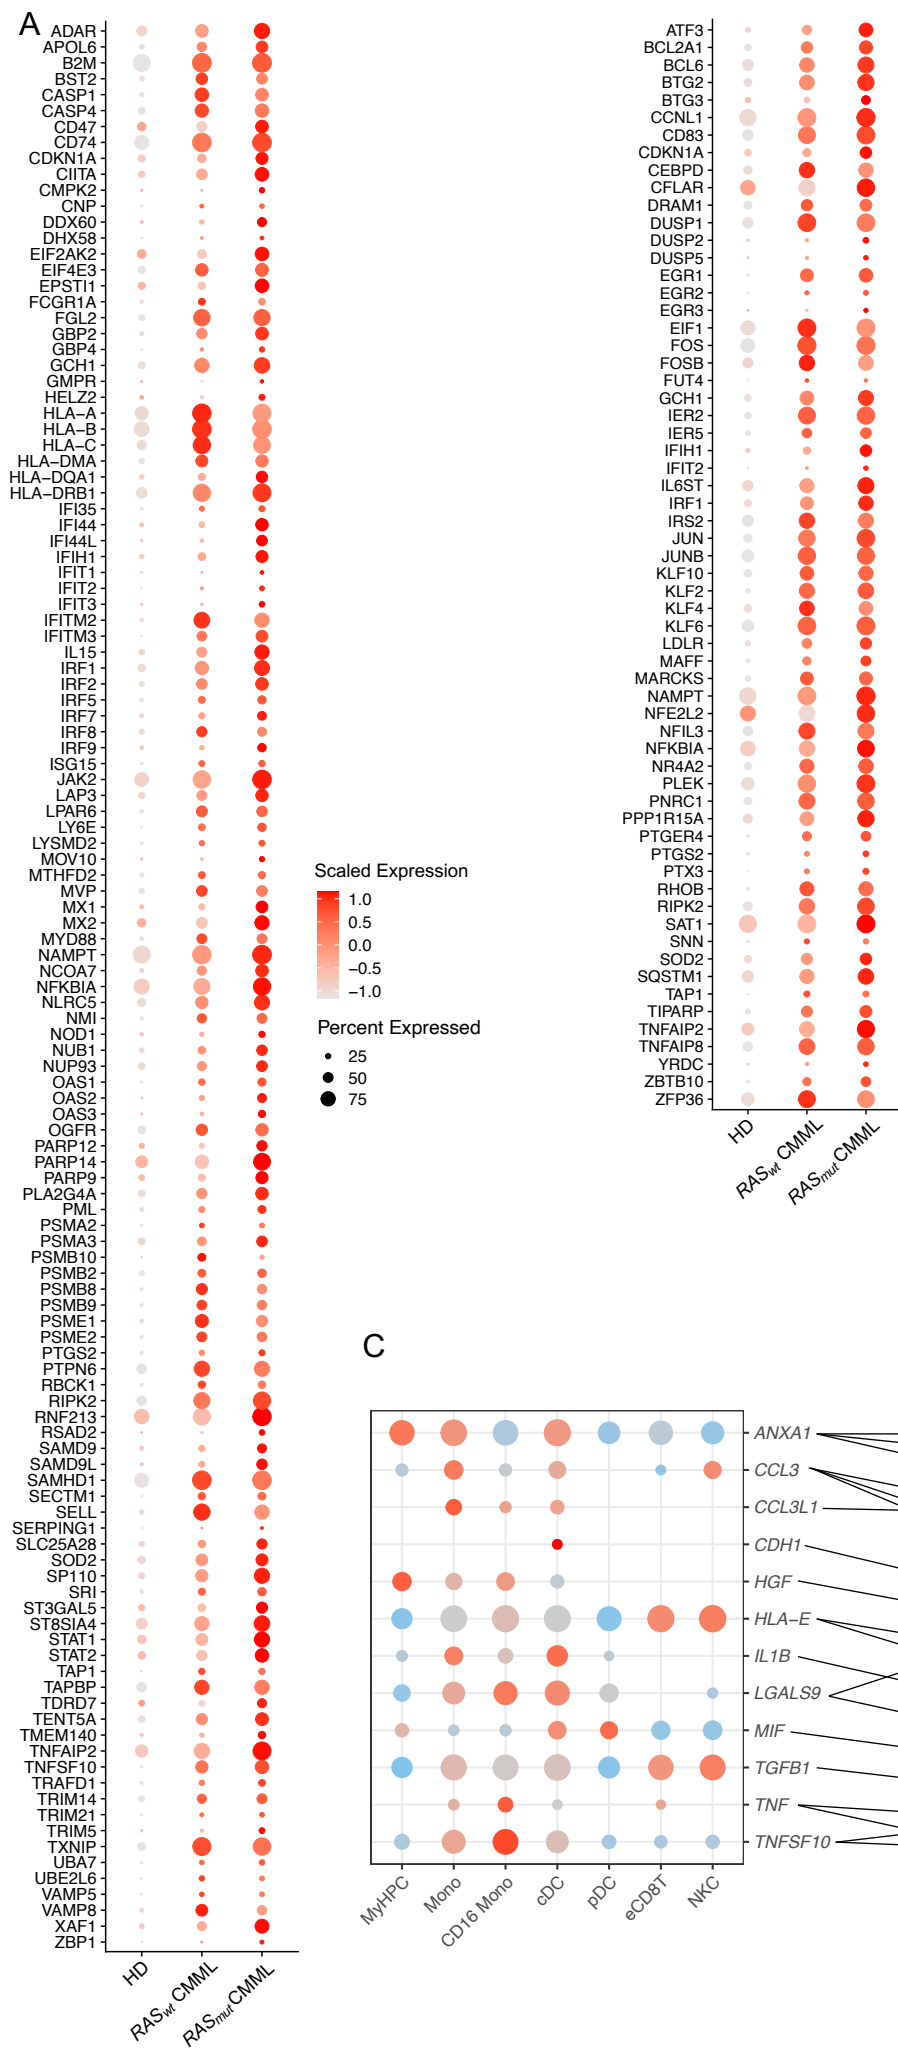 A
ADAR
APOL6
B2M
BST2
CASP1
CASP4
CD47
CD74
CDKN1A
CIITA
CMPK2
CNP
DDX60
DHX58
EIF2AK2
EIF4E3
EPSTI1
FCGR1A
FGL2
GBP2
GBP4
GCH1
GMPR
HELZ2
HLA−A
HLA−B
HLA−C
HLA−DMA
HLA−DQA1
HLA−DRB1
IFI35
IFI44
IFI44L
IFIH1
IFIT1
IFIT2
IFIT3
IFITM2
IFITM3
IL15
IRF1
IRF2
IRF5
IRF7
IRF8
IRF9
ISG15
JAK2
LAP3
LPAR6
LY6E
LYSMD2
MOV10
MTHFD2
MVP
MX1
MX2
MYD88
NAMPT
NCOA7
NFKBIA
NLRC5
NMI
NOD1
NUB1
NUP93
OAS1
OAS2
OAS3
OGFR
PARP12
PARP14
PARP9
PLA2G4A
PML
PSMA2
PSMA3
PSMB10
PSMB2
PSMB8
PSMB9
PSME1
PSME2
PTGS2
PTPN6
RBCK1
RIPK2
RNF213
RSAD2
SAMD9
SAMD9L
SAMHD1
SECTM1
SELL
SERPING1
SLC25A28
SOD2
SP110
SRI
ST3GAL5
ST8SIA4
STAT1
STAT2
TAP1
TAPBP
TDRD7
TENT5A
TMEM140
TNFAIP2
TNFSF10
TRAFD1
TRIM14
TRIM21
TRIM5
TXNIP
UBA7
UBE2L6
VAMP5
VAMP8
XAF1
ZBP1
HD
RASwt CMML
RASmut CMML
Scaled Expression
1.0
0.5
0.0
−0.5
−1.0
Percent Expressed
25
50
75
ATF3
BCL2A1
BCL6
BTG2
BTG3
CCNL1
CD83
CDKN1A
CEBPD
CFLAR
DRAM1
DUSP1
DUSP2
DUSP5
EGR1
EGR2
EGR3
EIF1
FOS
FOSB
FUT4
GCH1
IER2
IER5
IFIH1
IFIT2
IL6ST
IRF1
IRS2
JUN
JUNB
KLF10
KLF2
KLF4
KLF6
LDLR
MAFF
MARCKS
NAMPT
NFE2L2
NFIL3
NFKBIA
NR4A2
PLEK
PNRC1
PPP1R15A
PTGER4
PTGS2
PTX3
RHOB
RIPK2
SAT1
SNN
SOD2
SQSTM1
TAP1
TIPARP
TNFAIP2
TNFAIP8
YRDC
ZBTB10
ZFP36
HD
RASwt CMML
RASmut CMML
C
ANXA1
CCL3
CCL3L1
CDH1
HGF
HLA−E
IL1B
LGALS9
MIF
TGFB1
TNF
TNFSF10
MyHPC
Mono
CD16 Mono
cDC
pDC
eCD8T
NKC